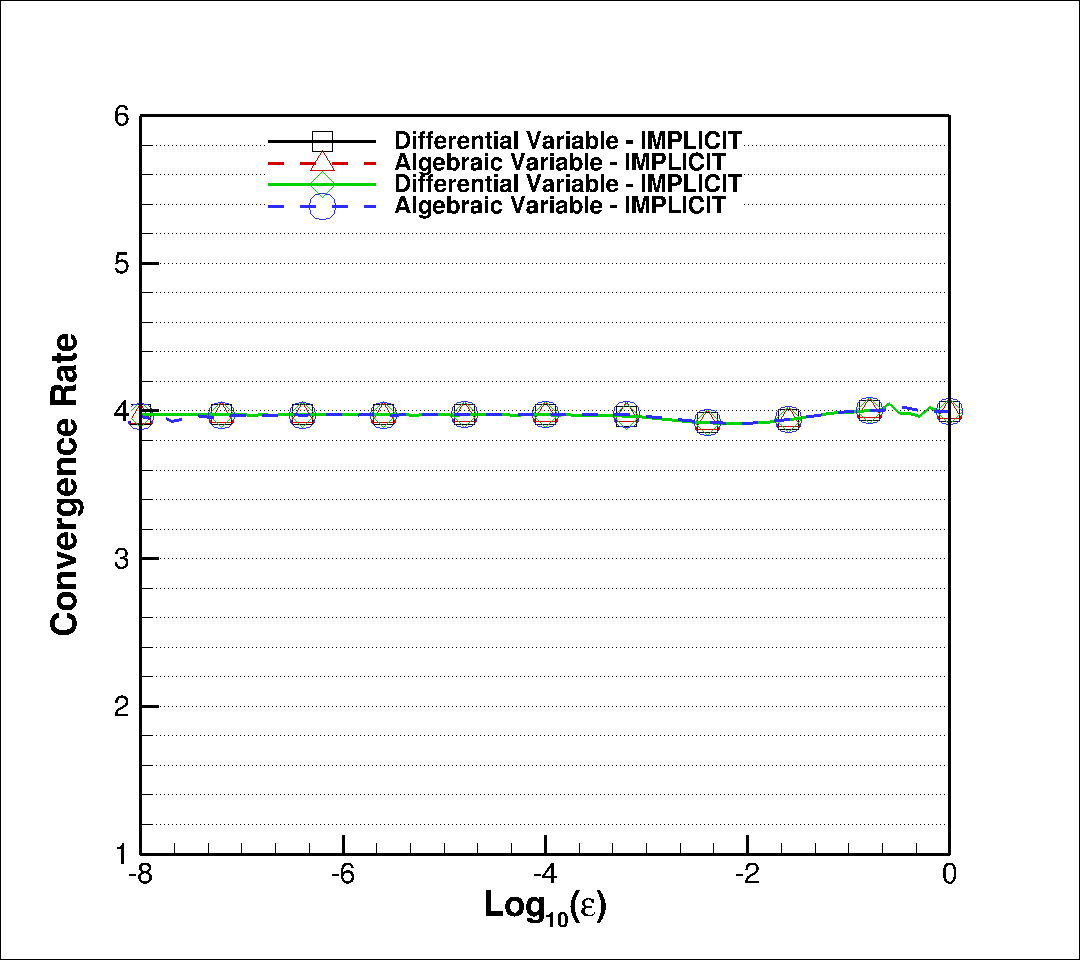 6
Differential Variable - IMPLICIT
Algebraic Variable - IMPLICIT
Differential Variable - IMPLICIT
Algebraic Variable - IMPLICIT
5
4
3
2
1
Convergence Rate
-8 -6 -4 -2 0
Log10(ε)